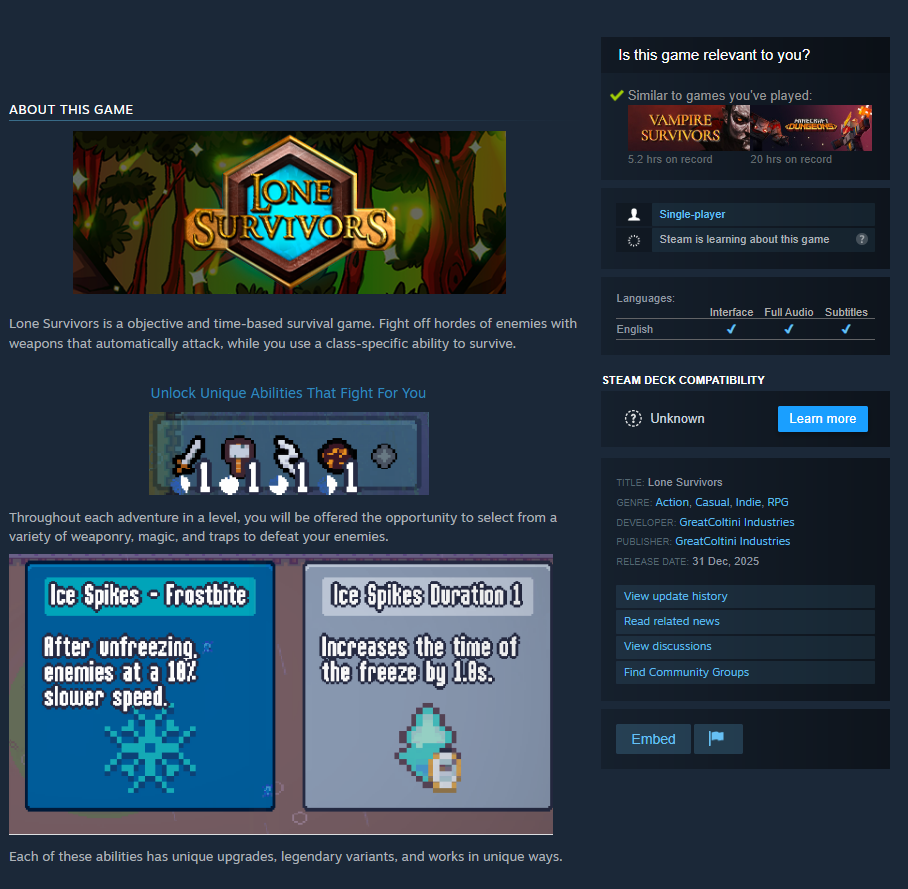 ABOUT THIS GAME
LONE
SURVIVORS
Lone Survivors is a objective and time-based survival game. Fight off hordes of enemies with
weapons that automatically attack, while you use a class-specific ability to survive.
Unlock Unique Abilities That Fight For You
1 1 1 1
Throughout each adventure in a level, you will be offered the opportunity to select from a
variety of weaponry, magic, and traps to defeat your enemies.
Ice Spikes - Frostbite
After unfreezing,
enemies at a 10%
slower speed.
Ice Spikes Duration 1
Increases the time of
the freeze by 1.0s.
Each of these abilities has unique upgrades, legendary variants, and works in unique ways.
Is this game relevant to you?
Similar to games you've played:
VAMPIRE
SURVIVORS
MINECRAFT
DUNGEONS
5.2 hrs on record
20 hrs on record
Single-player
Steam is learning about this game ?
Languages:
Interface Full Audio Subtitles
English ✔ ✔ ✔
STEAM DECK COMPATIBILITY
? Unknown Learn more
TITLE: Lone Survivors
GENRE: Action, Casual, Indie, RPG
DEVELOPER: GreatColtini Industries
PUBLISHER: GreatColtini Industries
RELEASE DATE: 31 Dec, 2025
View update history
Read related news
View discussions
Find Community Groups
Embed